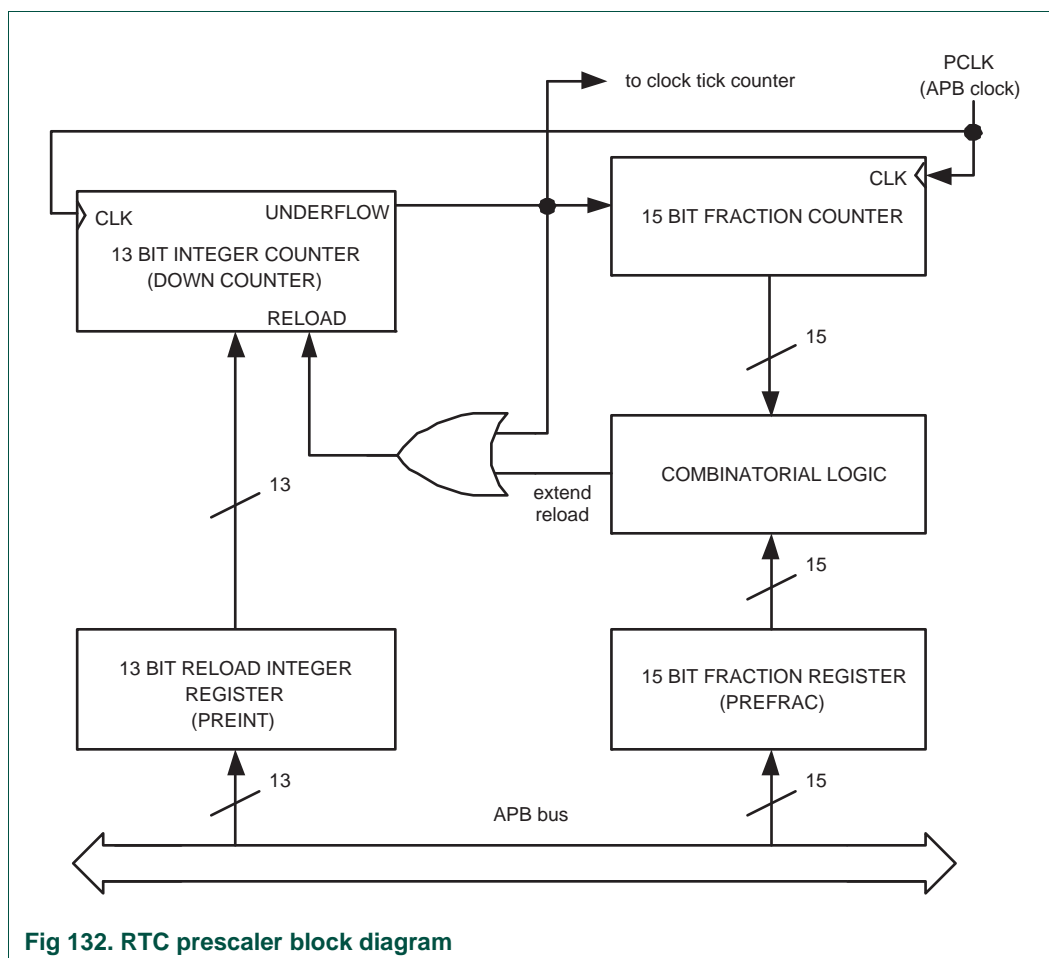 to clock tick counter
PCLK
(APB clock)
CLK
UNDERFLOW
13 BIT INTEGER COUNTER
(DOWN COUNTER)
RELOAD
CLK
15 BIT FRACTION COUNTER
15
COMBINATORIAL LOGIC
extend
reload
13
15
13 BIT RELOAD INTEGER
REGISTER
(PREINT)
15 BIT FRACTION REGISTER
(PREFRAC)
13
15
APB bus
Fig 132. RTC prescaler block diagram